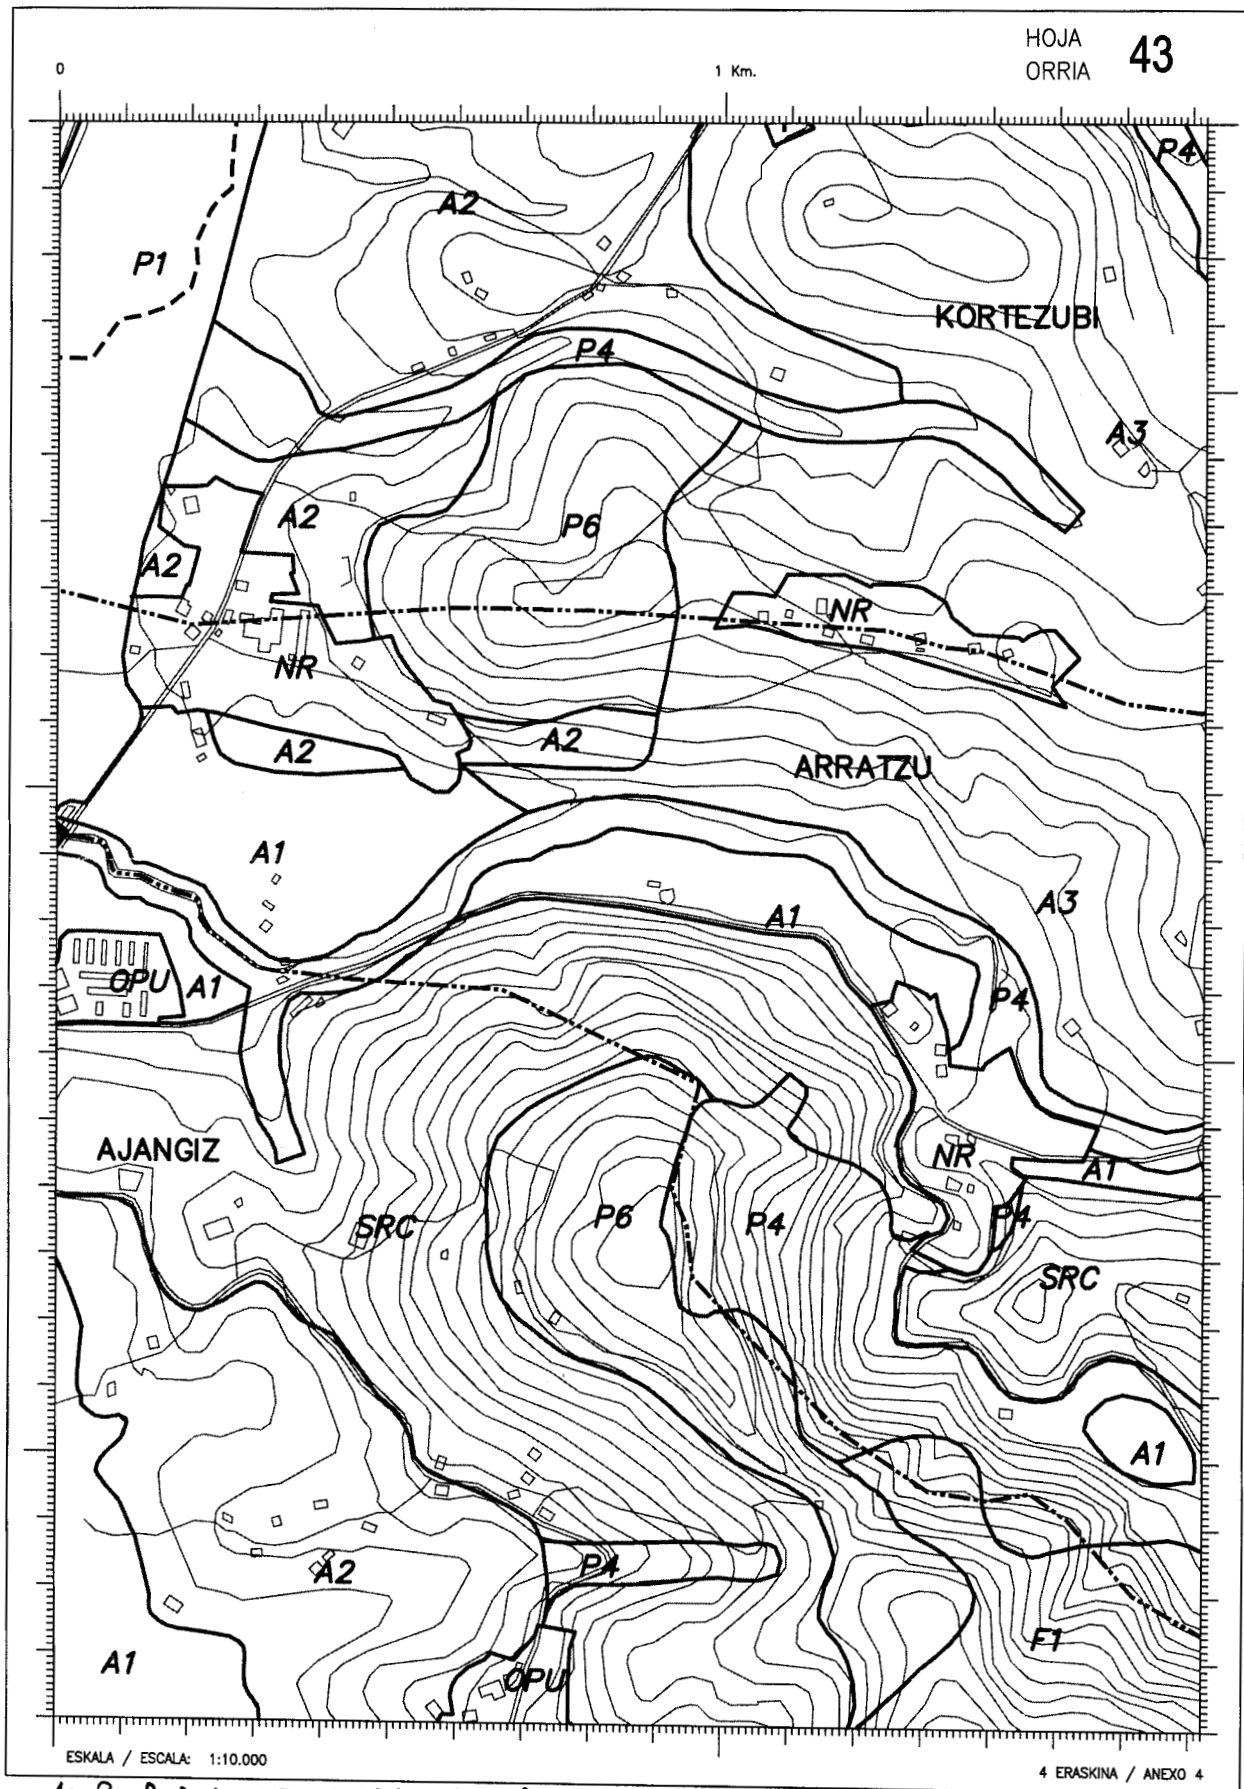 HOJA
ORRIA 43
0 1 Km.
P4
A2
P1
KORTEZUBI
P4
A3
A2
P6
A2
NR
NR
A2
A2
ARRATZU
A1
A3
A1
OPU A1
P4
AJANGIZ
NR
A1
SRC
P6
P4
P4
SRC
A1
P4
A2
F1
A1
OPU
ESKALA / ESCALA: 1:10.000
4 ERASKINA / ANEXO 4